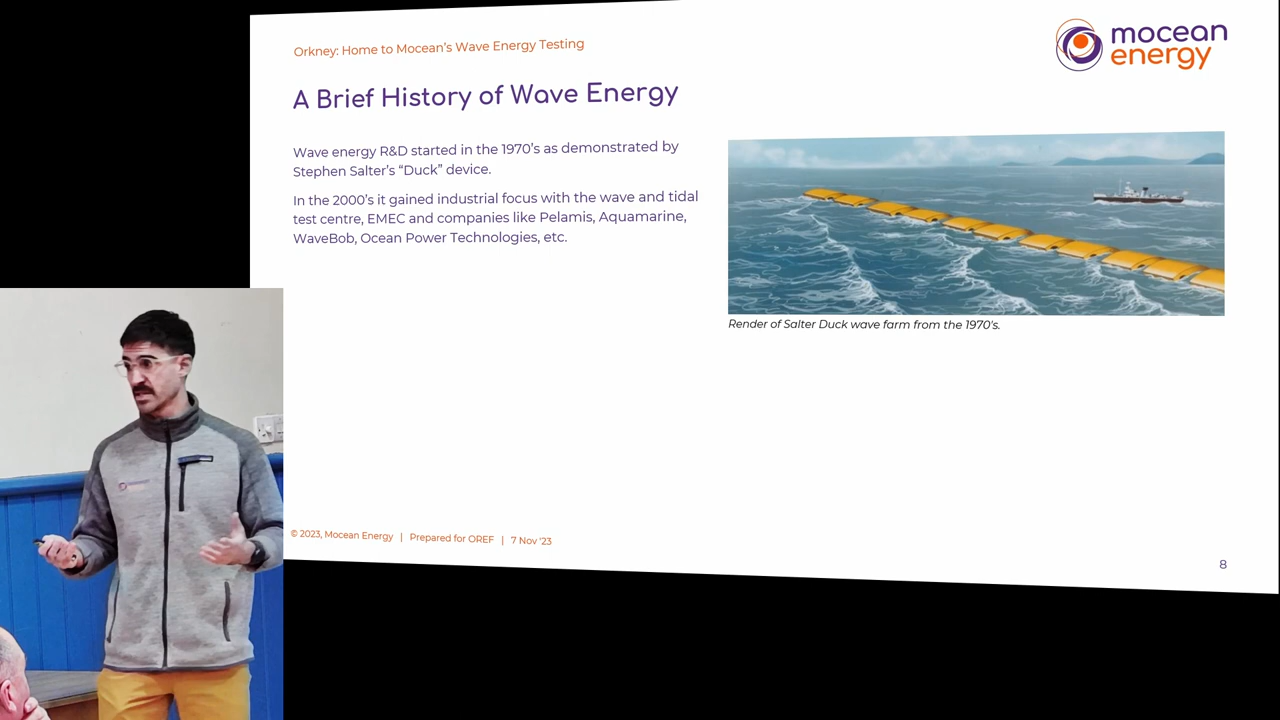 Orkney: Home to Mocean's Wave Energy Testing
mocean
energy
A Brief History of Wave Energy
Wave energy R&D started in the 1970's as demonstrated by
Stephen Salter's “Duck” device.
In the 2000's it gained industrial focus with the wave and tidal
test centre, EMEC and companies like Pelamis, Aquamarine,
WaveBob, Ocean Power Technologies, etc.
Render of Salter Duck wave farm from the 1970's.
© 2023, Mocean Energy | Prepared for OREF | 7 Nov '23
8